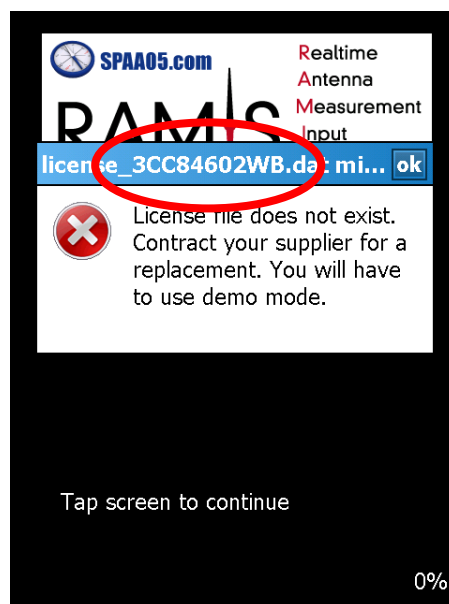 SPAA05.com
Realtime
Antenna
Measurement
Input
RAMIS
license_3CC84602WB.dat mi... ok
License file does not exist.
Contract your supplier for a
replacement. You will have
to use demo mode.
Tap screen to continue
0%